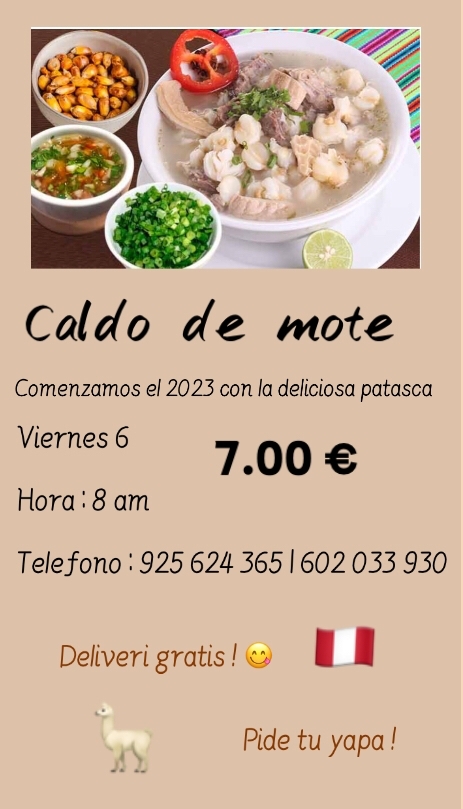 Caldo de mote
Comenzamos el 2023 con la deliciosa patasca
Viernes 6
7.00 €
Hora : 8 am
Telefono : 925 624 365 | 602 033 930
Deliveri gratis ! 😋 🇵🇪
Pide tu yapa !